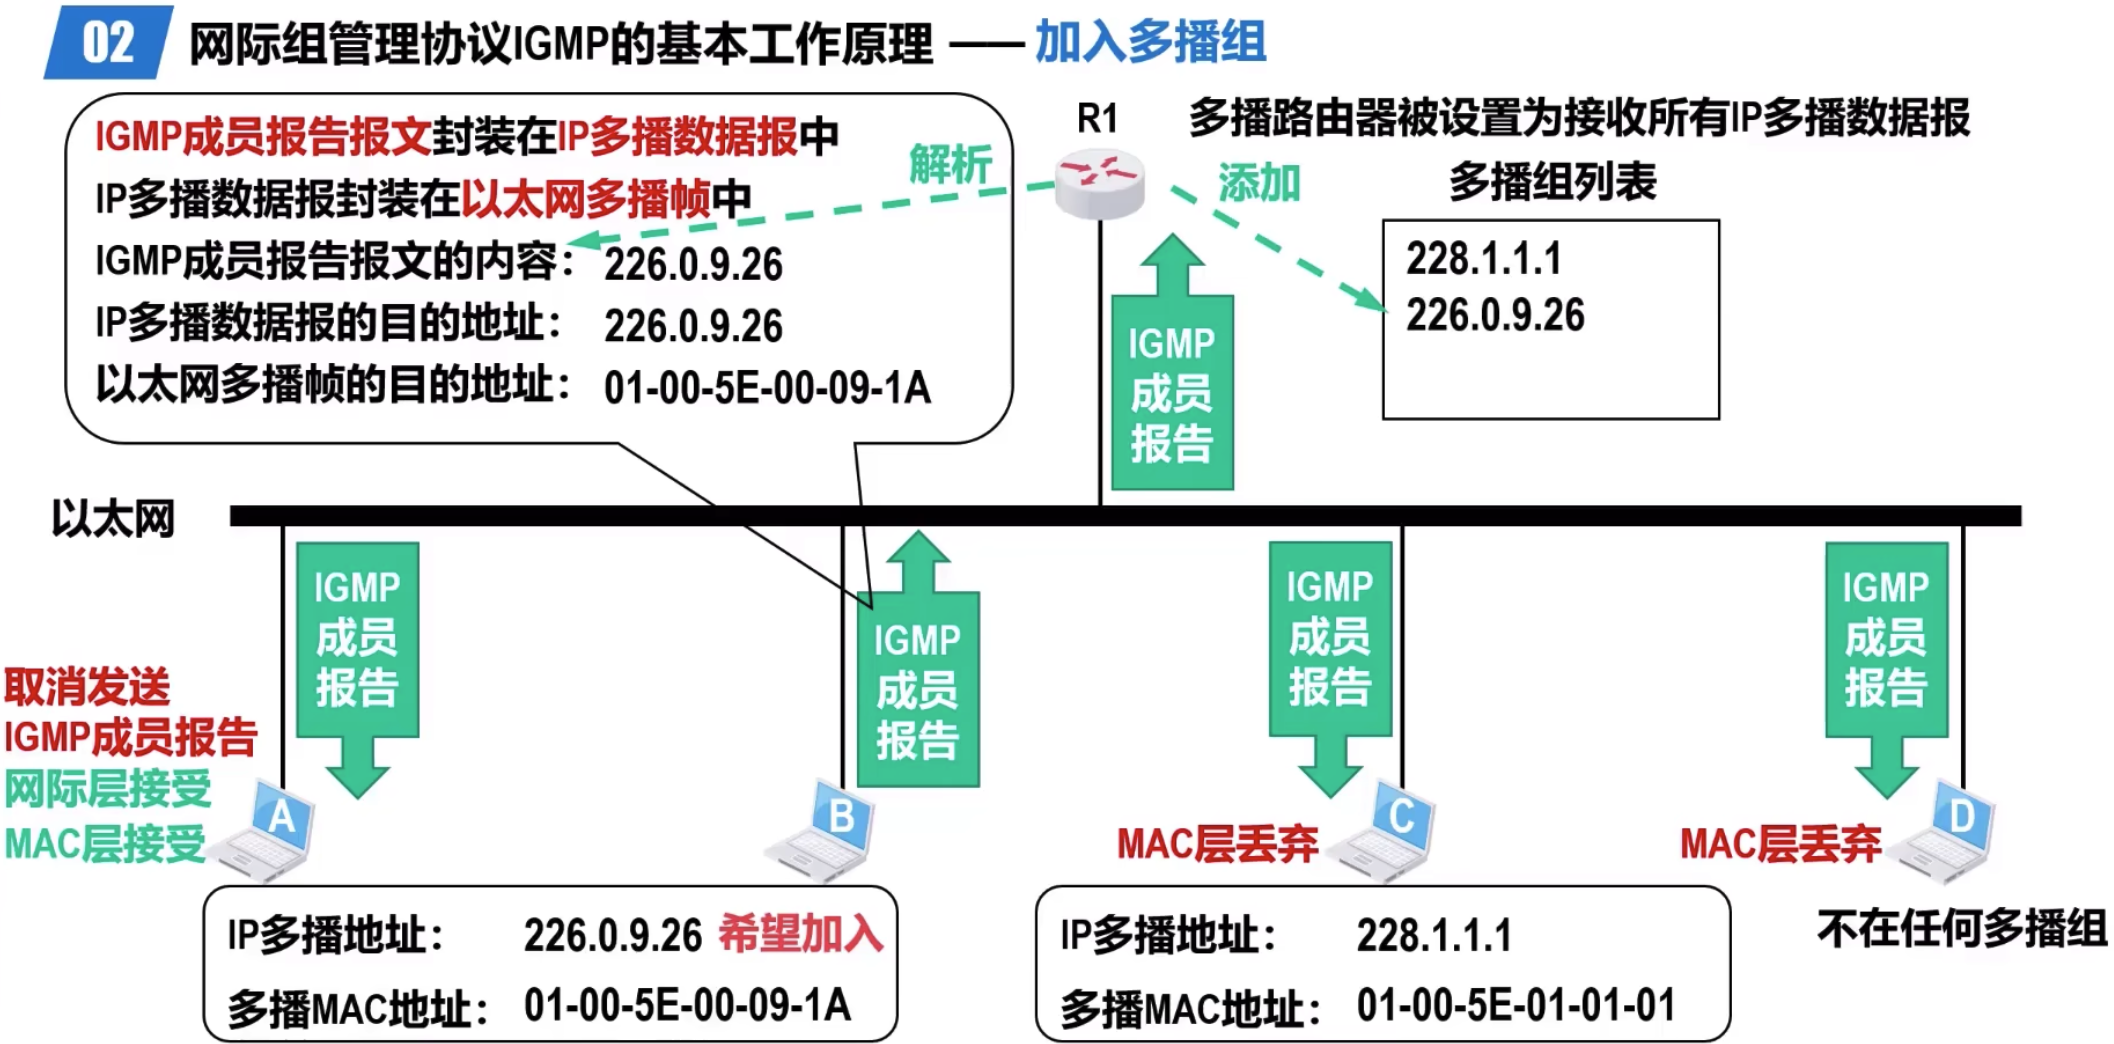 02 网际组管理协议IGMP的基本工作原理 —— 加入多播组
IGMP成员报告报文封装在IP多播数据报中
IP多播数据报封装在以太网多播帧中
IGMP成员报告报文的内容： 226.0.9.26
IP多播数据报的目的地址： 226.0.9.26
以太网多播帧的目的地址： 01-00-5E-00-09-1A
解析
R1
多播路由器被设置为接收所有IP多播数据报
添加
多播组列表
228.1.1.1
226.0.9.26
IGMP
成员
报告
以太网
IGMP
成员
报告
IGMP
成员
报告
IGMP
成员
报告
IGMP
成员
报告
取消发送
IGMP成员报告
网际层接受
MAC层接受
A
B
MAC层丢弃
C
MAC层丢弃
D
IP多播地址： 226.0.9.26 希望加入
多播MAC地址： 01-00-5E-00-09-1A
IP多播地址： 228.1.1.1
多播MAC地址： 01-00-5E-01-01-01
不在任何多播组